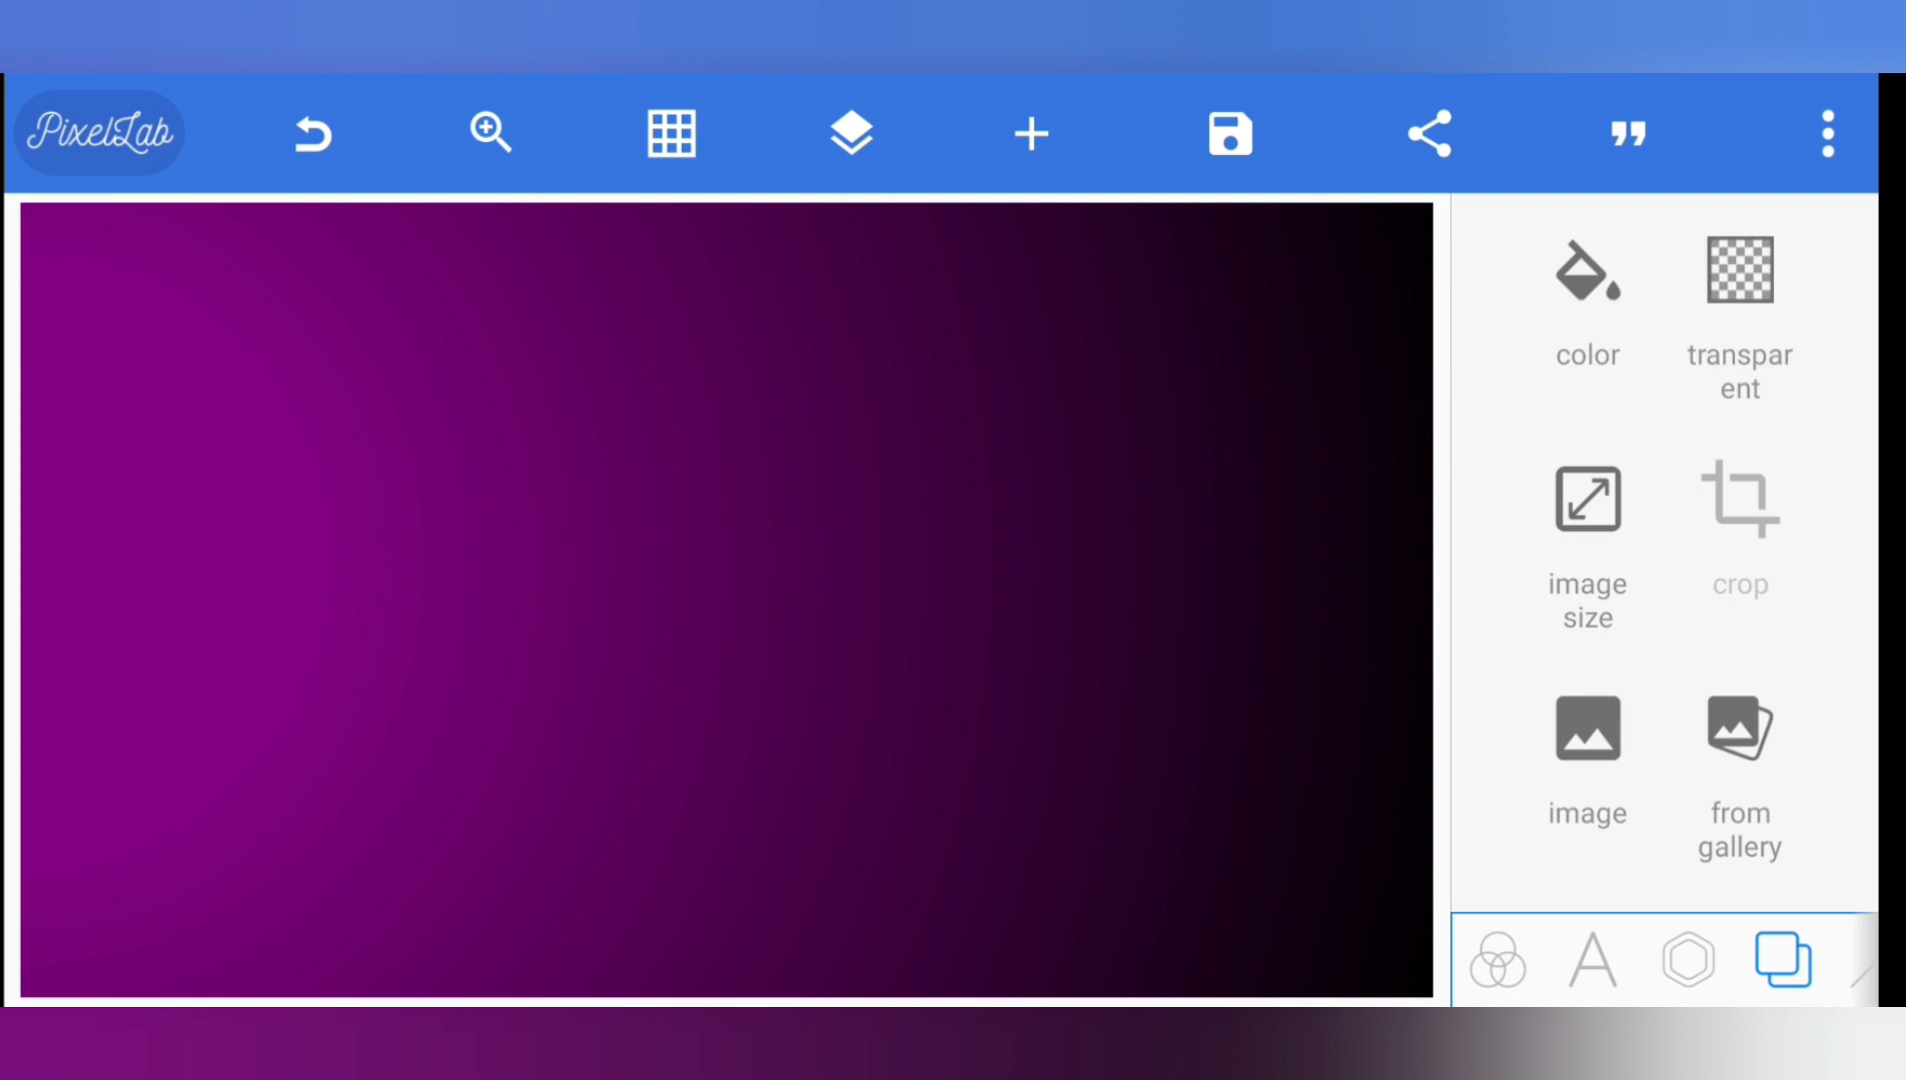 PixelLab
color
transpar
ent
image
size
crop
image
from
gallery